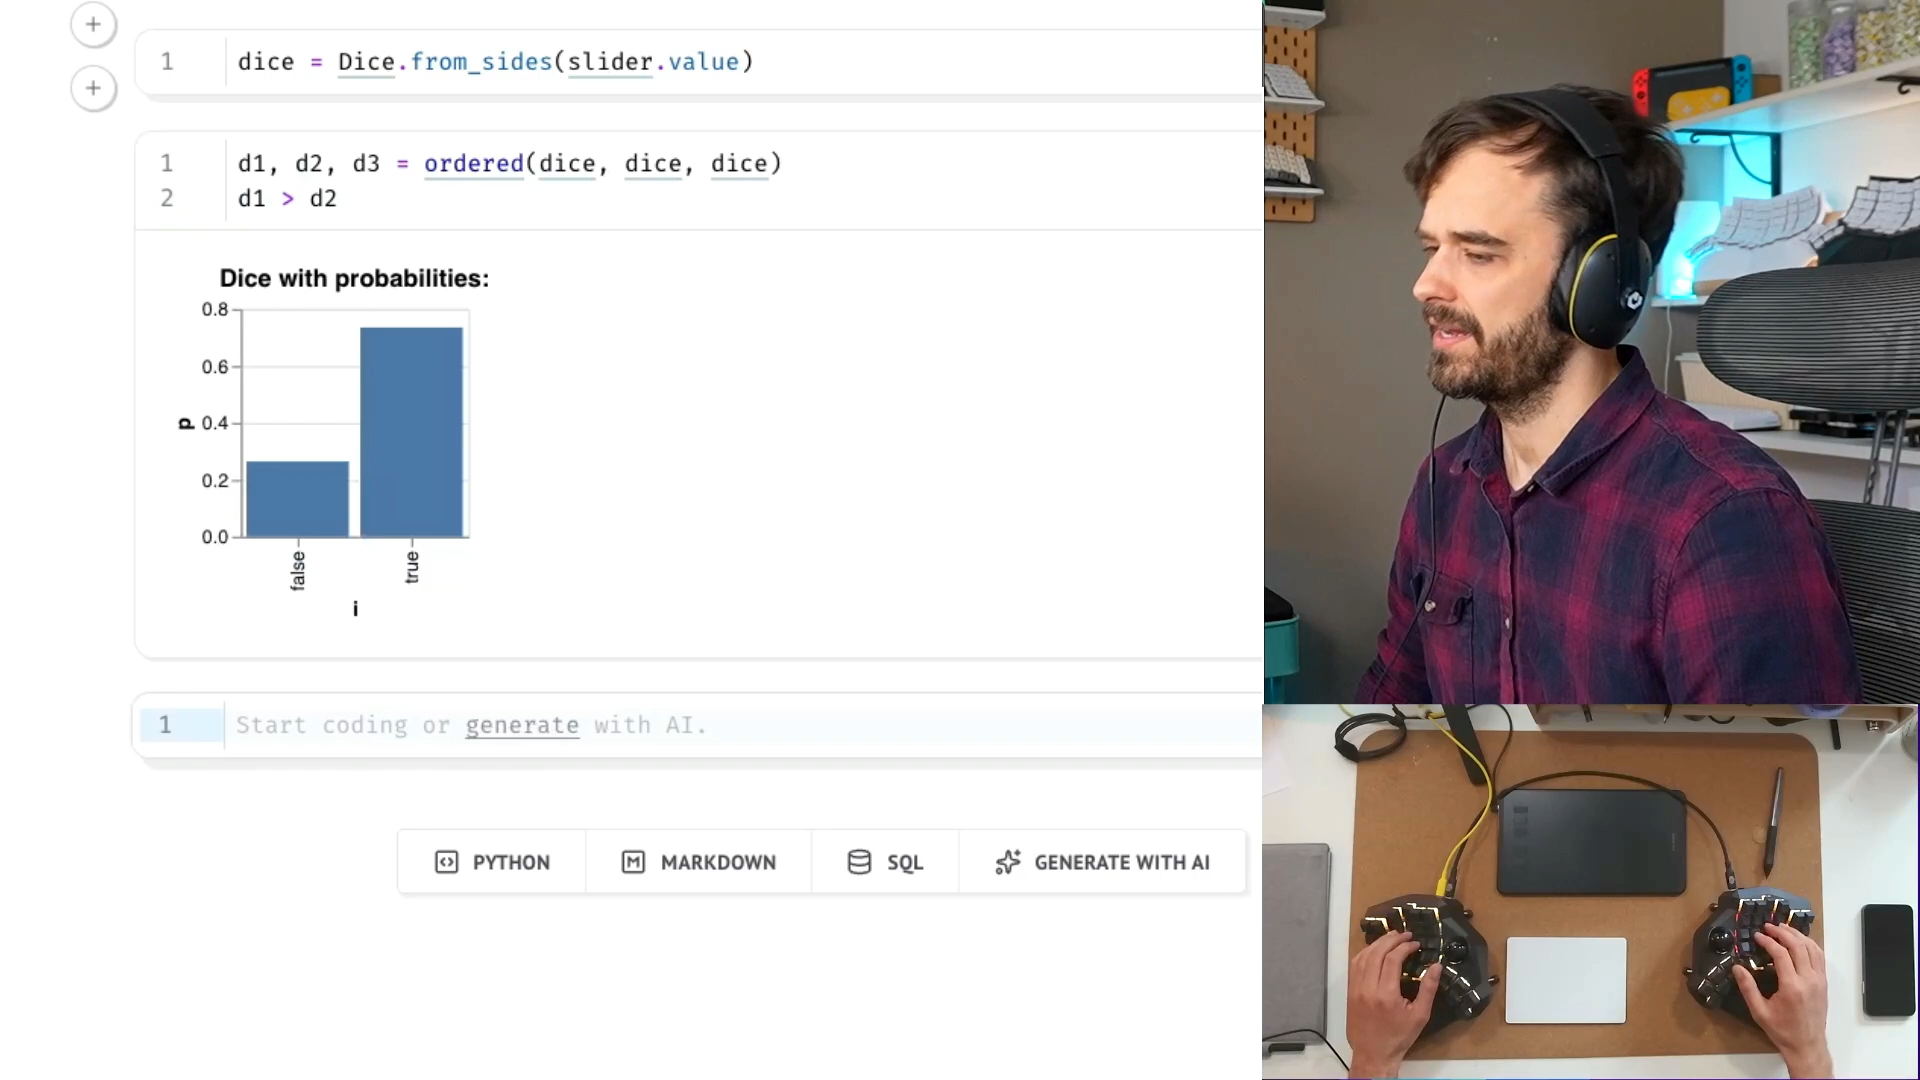 1 dice = Dice.from_sides(slider.value)
1 d1, d2, d3 = ordered(dice, dice, dice)
2 d1 > d2
Dice with probabilities:
0.8
0.6
0.4
0.2
0.0
p
false
true
i
1 Start coding or generate with AI.
PYTHON
MARKDOWN
SQL
GENERATE WITH AI